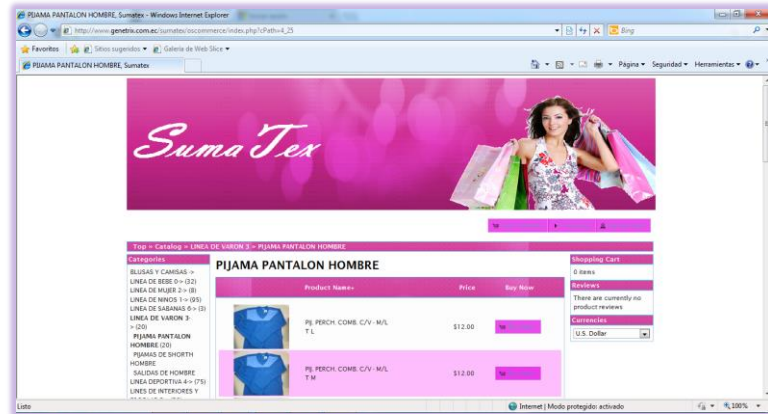 PIJAMA PANTALON HOMBRE, Sumatex - Windows Internet Explorer
http://www.genetrix.com.ec/sumatex/oscommerce/index.php?cPath=4_25
Bing
Favoritos
Sitios sugeridos
Galería de Web Slice
PIJAMA PANTALON HOMBRE, Sumatex
Página
Seguridad
Herramientas
SumaTex
Top » Catalog » LINEA DE VARON 3 » PIJAMA PANTALON HOMBRE
Categories
BLUSAS Y CAMISAS->
LINEA DE BEBE 0-> (32)
LINEA DE MUJER 2-> (8)
LINEA DE NINOS 1-> (95)
LINEA DE SABANAS 6-> (3)
LINEA DE VARON 3-
> (20)
PIJAMA PANTALON
HOMBRE (20)
PIJAMAS DE SHORTH
HOMBRE
SALIDAS DE HOMBRE
LINEA DEPORTIVA 4-> (75)
LINES DE INTERIORES Y
PIJAMA PANTALON HOMBRE
Product Name+
Price
Buy Now
PIJ. PERCH. COMB. C/V - M/L
T L
$12.00
PIJ. PERCH. COMB. C/V - M/L
T M
$12.00
Shopping Cart
0 items
Reviews
There are currently no
product reviews
Currencies
U.S. Dollar
Listo
Internet | Modo protegido: activado
100%